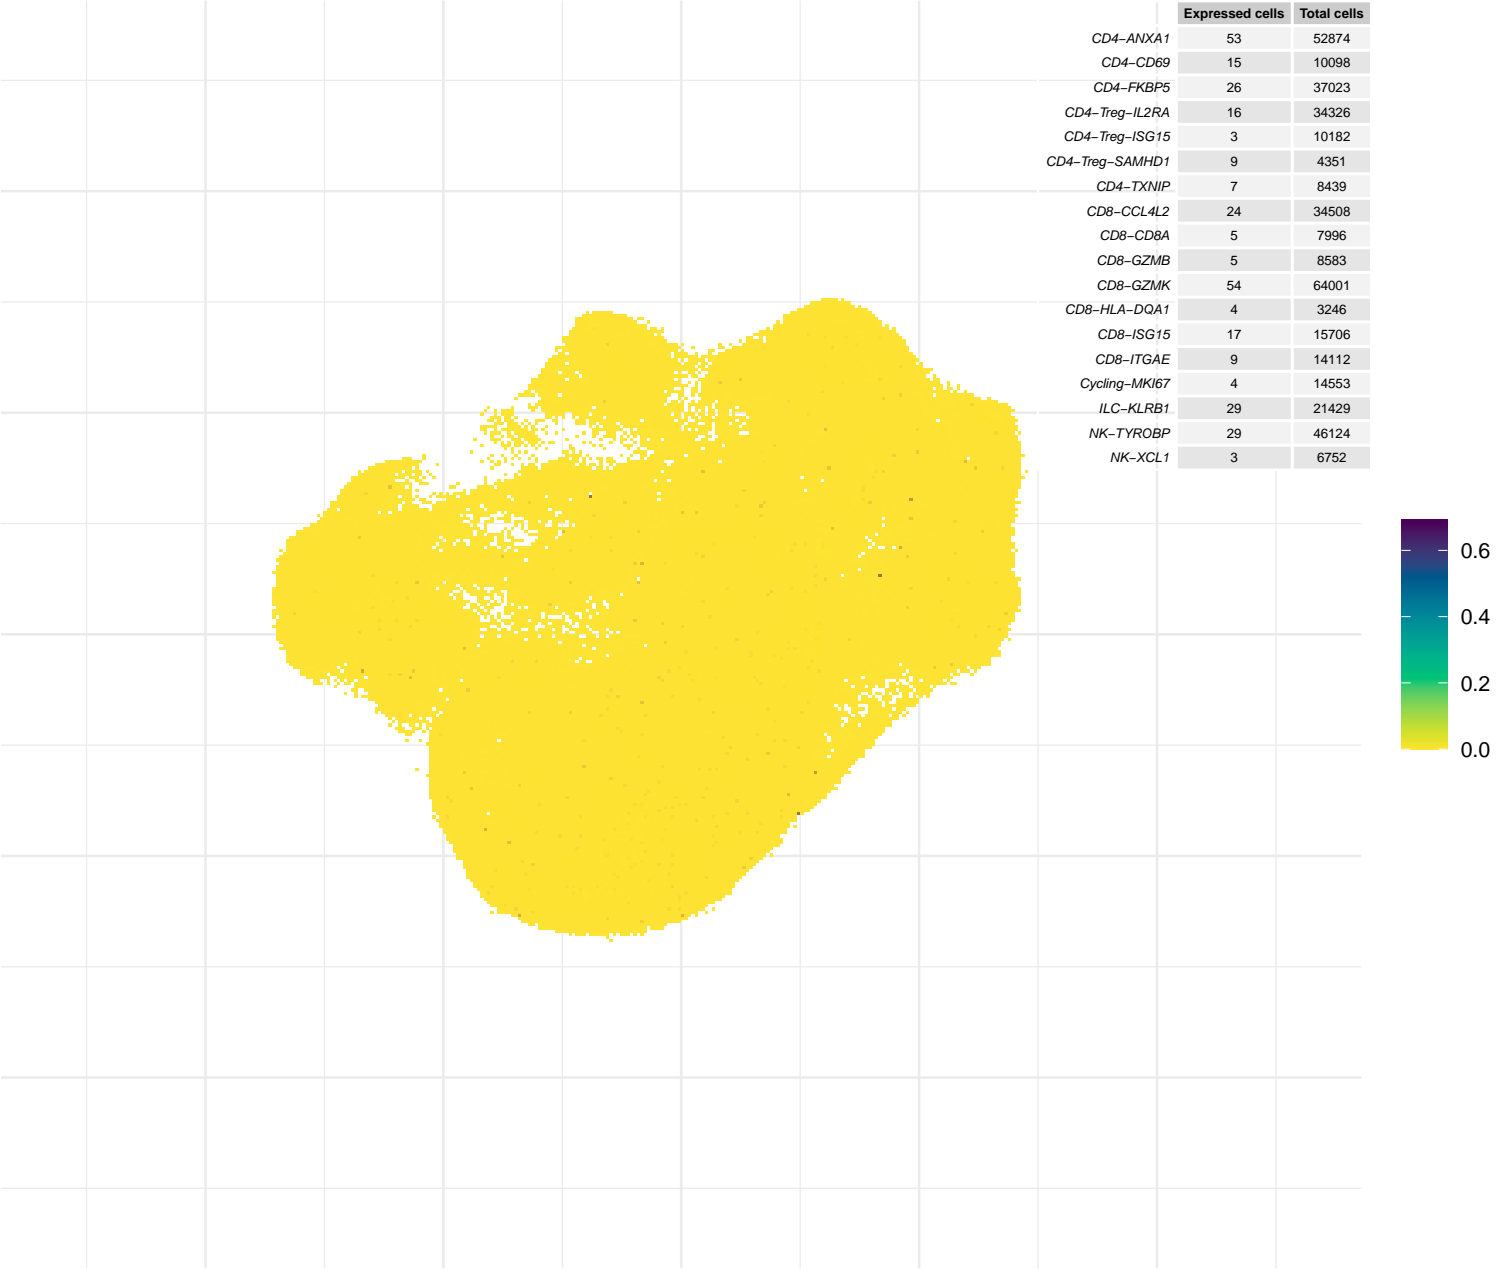 Expressed cells Total cells
CD4−ANXA1 53 52874
CD4−CD69 15 10098
CD4−FKBP5 26 37023
CD4−Treg−IL2RA 16 34326
CD4−Treg−ISG15 3 10182
CD4−Treg−SAMHD1 9 4351
CD4−TXNIP 7 8439
CD8−CCL4L2 24 34508
CD8−CD8A 5 7996
CD8−GZMB 5 8583
CD8−GZMK 54 64001
CD8−HLA−DQA1 4 3246
CD8−ISG15 17 15706
CD8−ITGAE 9 14112
Cycling−MKI67 4 14553
ILC−KLRB1 29 21429
NK−TYROBP 29 46124
NK−XCL1 3 6752
0.6
0.4
0.2
0.0